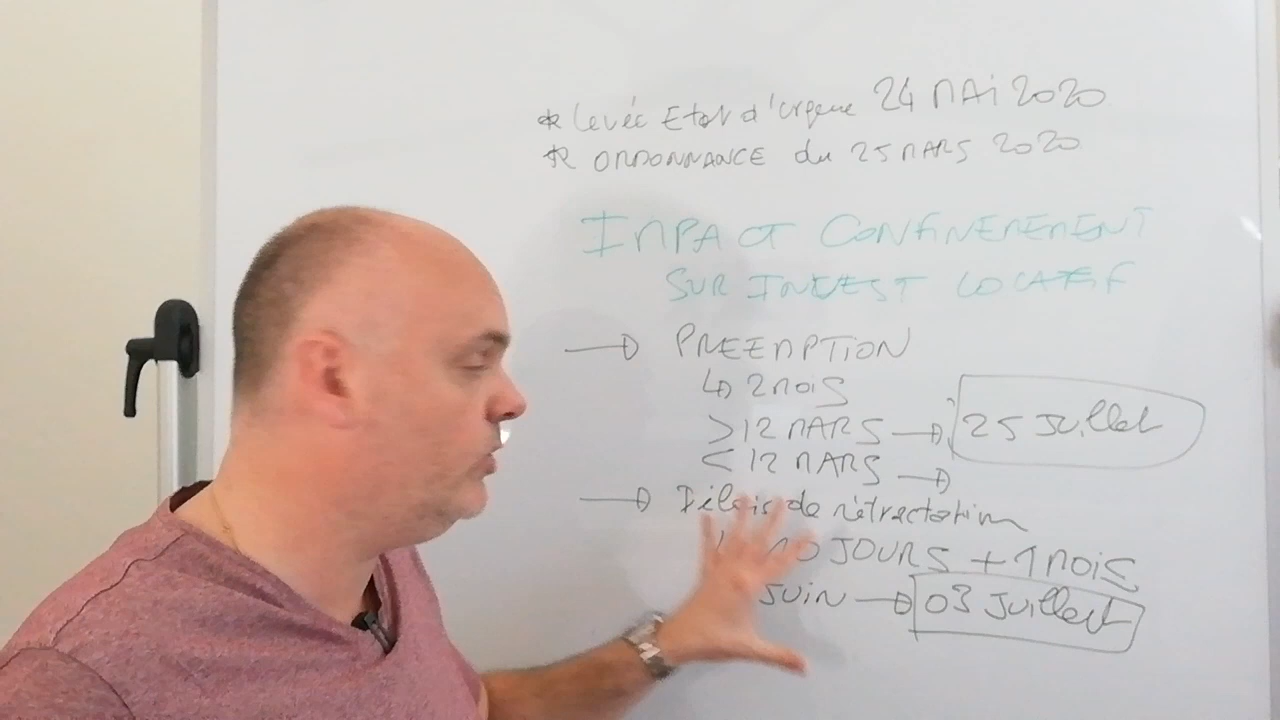 * Levée Etat d'urgence 24 MAI 2020
* ORDONNANCE du 25 MARS 2020
IMPACT CONFINEMEMENT
SUR INVEST LOCATIF
→ PREEMPTION
↳ 2 MOIS
> 12 MARS → 25 Juillet
< 12 MARS →
→ Délais de rétractation
JOURS + 1 MOIS
JUIN → 03 Juillet